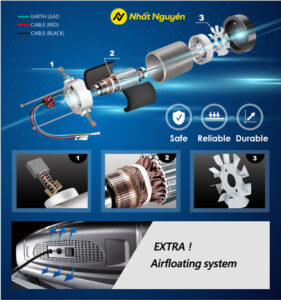 Nhất Nguyên
EARTH LEAD
CABLE (RED)
CABLE (BLACK)
1
2
3
Safe
Reliable
Durable
1
2
3
EXTRA !
Airfloating system